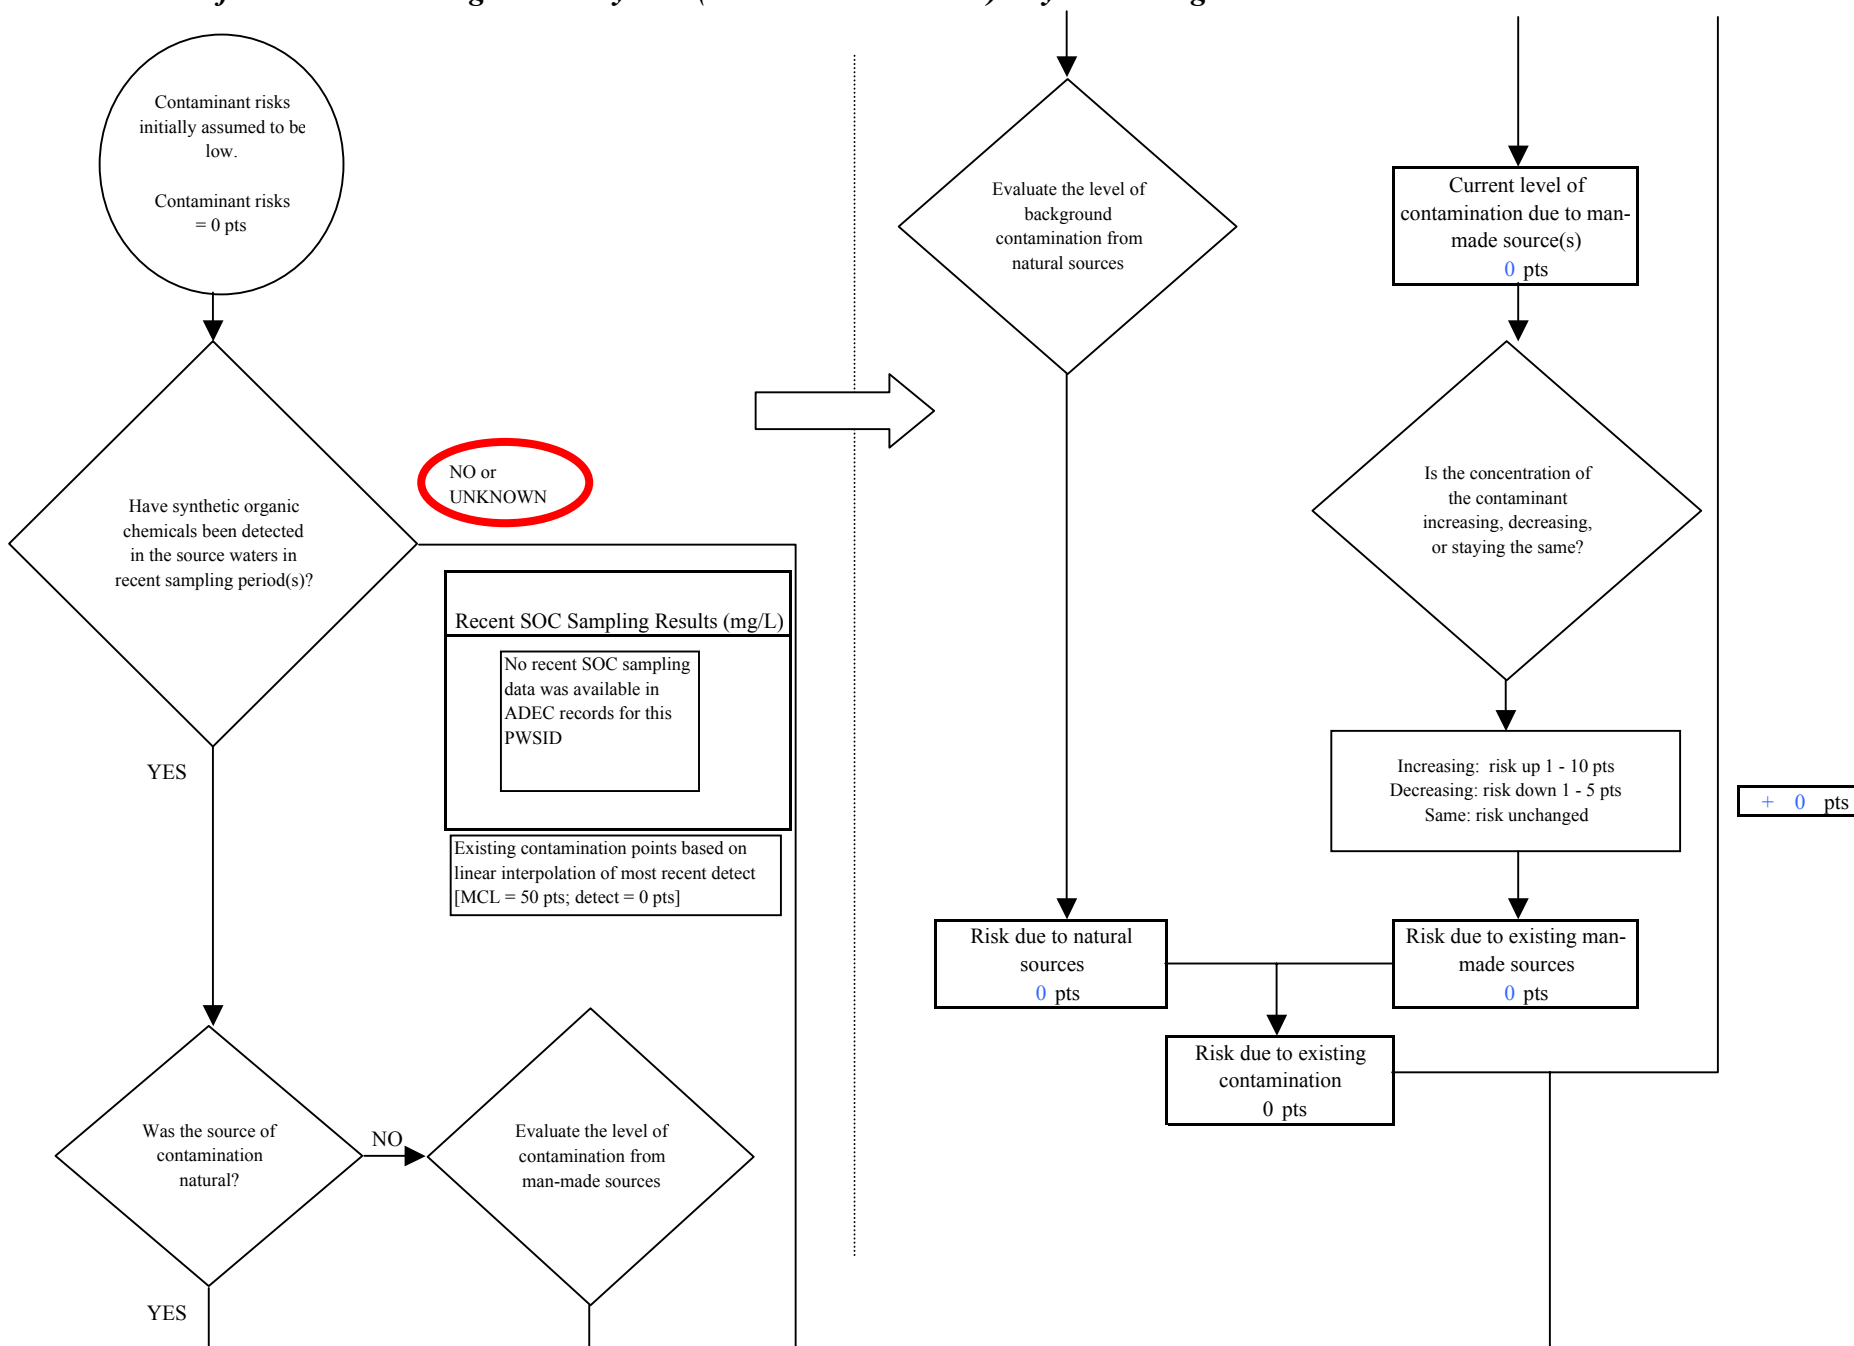 Contaminant risks
initially assumed to be
low.
Contaminant risks
= 0 pts
Have synthetic organic
chemicals been detected
in the source waters in
recent sampling period(s)?
NO or
UNKNOWN
YES
Recent SOC Sampling Results (mg/L)
No recent SOC sampling
data was available in
ADEC records for this
PWSID
Existing contamination points based on
linear interpolation of most recent detect
[MCL = 50 pts; detect = 0 pts]
Was the source of
contamination
natural?
NO
YES
Evaluate the level of
contamination from
man-made sources
Evaluate the level of
background
contamination from
natural sources
Current level of
contamination due to man-
made source(s)
0 pts
Is the concentration of
the contaminant
increasing, decreasing,
or staying the same?
Increasing: risk up 1 - 10 pts
Decreasing: risk down 1 - 5 pts
Same: risk unchanged
+ 0 pts
Risk due to natural
sources
0 pts
Risk due to existing man-
made sources
0 pts
Risk due to existing
contamination
0 pts